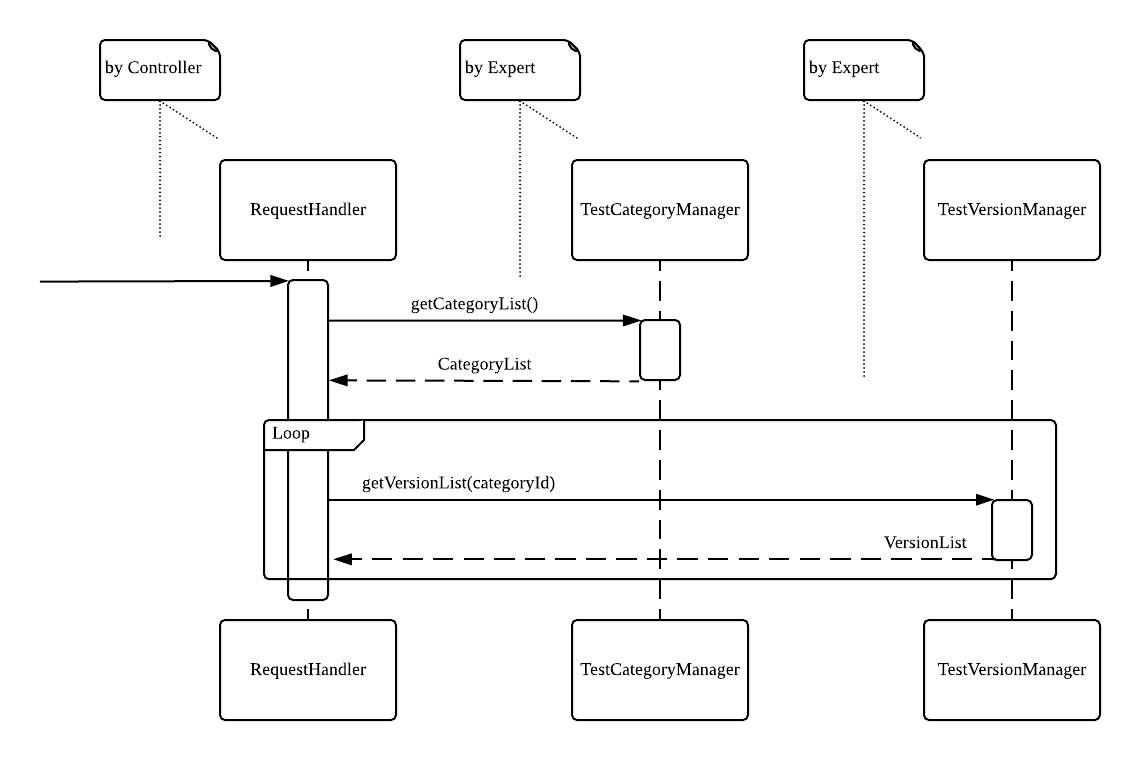 by Controller
by Expert
by Expert
RequestHandler
TestCategoryManager
TestVersionManager
getCategoryList()
CategoryList
Loop
getVersionList(categoryId)
VersionList
RequestHandler
TestCategoryManager
TestVersionManager